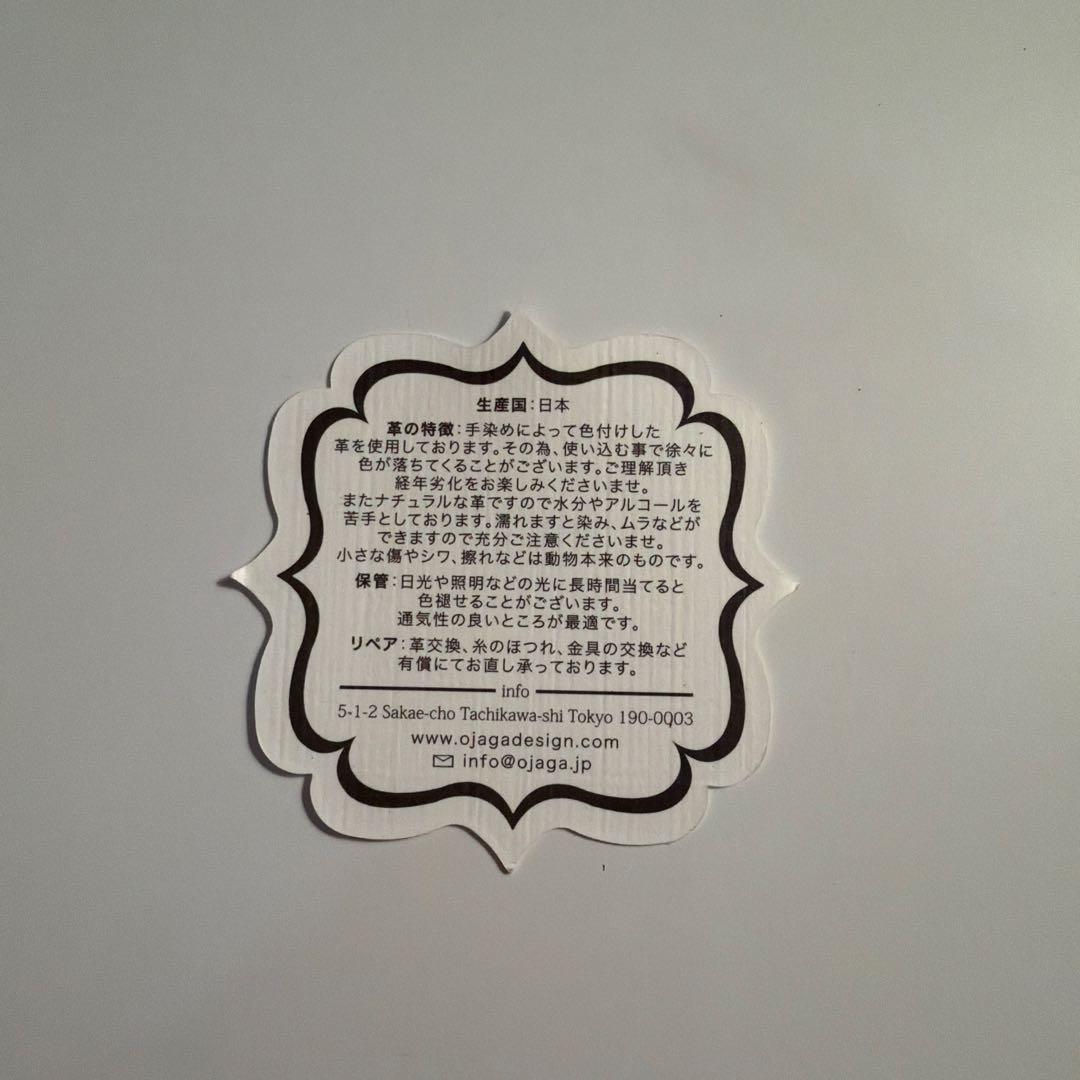 生産国：日本
革の特徴：手染めによって色付けした
革を使用しております。その為、使い込む事で徐々に
色が落ちてくることがございます。ご理解頂き
経年劣化をお楽しみくださいませ。
またナチュラルな革ですので水分やアルコールを
苦手としております。濡れますと染み、ムラなどが
できますので充分ご注意くださいませ。
小さな傷やシワ、擦れなどは動物本来のものです。
保管：日光や照明などの光に長時間当てると
色褪せることがございます。
通気性の良いところが最適です。
リペア：革交換、糸のほつれ、金具の交換など
有償にてお直し承っております。
info
5-1-2 Sakae-cho Tachikawa-shi Tokyo 190-0003
www.ojagadesign.com
info@ojaga.jp